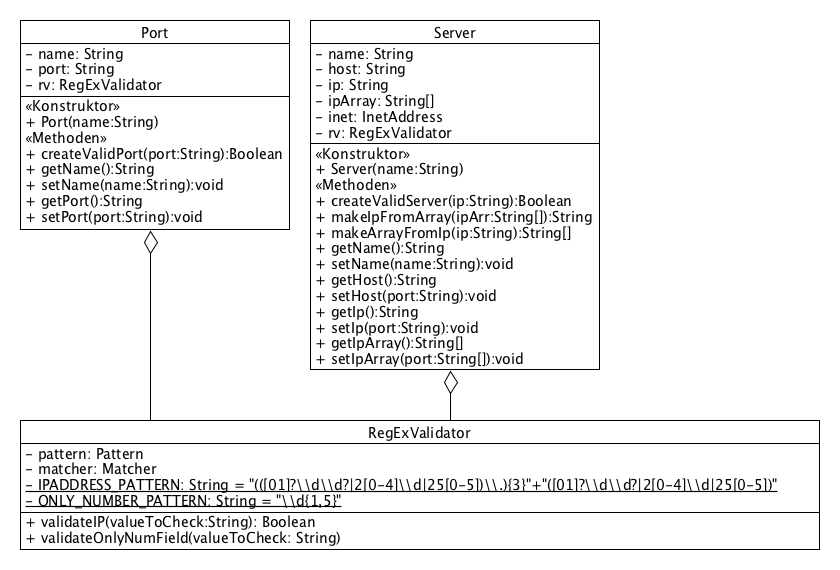 Port
– name: String
– port: String
– rv: RegExValidator
«Konstruktor»
+ Port(name:String)
«Methoden»
+ createValidPort(port:String):Boolean
+ getName():String
+ setName(name:String):void
+ getPort():String
+ setPort(port:String):void
Server
– name: String
– host: String
– ip: String
– ipArray: String[]
– inet: InetAddress
– rv: RegExValidator
«Konstruktor»
+ Server(name:String)
«Methoden»
+ createValidServer(ip:String):Boolean
+ makeIpFromArray(ipArr:String[]):String
+ makeArrayFromIp(ip:String):String[]
+ getName():String
+ setName(name:String):void
+ getHost():String
+ setHost(port:String):void
+ getIp():String
+ setIp(port:String):void
+ getIpArray():String[]
+ setIpArray(port:String[]):void
RegExValidator
– pattern: Pattern
– matcher: Matcher
– IPADDRESS_PATTERN: String = "(([01]?\\d\\d?|2[0-4]\\d|25[0-5])\\.){3}"+"([01]?\\d\\d?|2[0-4]\\d|25[0-5])"
– ONLY_NUMBER_PATTERN: String = "\\d{1,5}"
+ validateIP(valueToCheck:String): Boolean
+ validateOnlyNumField(valueToCheck: String)